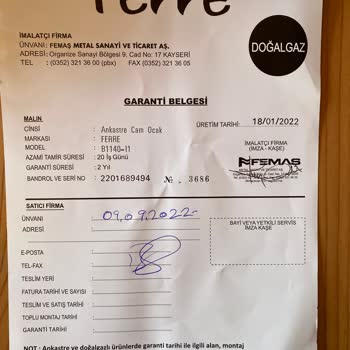 Ferre
İMALATÇI FİRMA
ÜNVANI : FEMAŞ METAL SANAYİ VE TİCARET AŞ.
ADRESİ : Organize Sanayi Bölgesi 9, Cad No: 17 KAYSERİ
TEL : (0352) 321 36 00 (pbx) FAX (0352) 321 36 05
DOĞALGAZ
GARANTİ BELGESİ
MALIN
CİNSİ : Ankastre Cam Ocak
ÜRETİM TARİHİ: 18/01/2022
MARKASI : FERRE
MODEL : B1140-I1
AZAMİ TAMİR SÜRESİ : 20 İş Günü
GARANTİ SÜRESİ : 2 Yıl
BANDROL VE SERİ NO : 2201689494 №. 3686
İMALATÇI FİRMA
(İMZA - KAŞE)
FEMAŞ
SATICI FİRMA
ÜNVANI : 09.09.2022
ADRESİ :
E-POSTA :
TEL-FAX :
TESLİM YERİ :
FATURA TARİHİ VE SAYISI :
TESLİM VE SATIŞ TARİHİ :
TOPLU MONTAJ TARİHİ :
GARANTİ TARİHİ :
BAYİ VEYA YETKİLİ SERVİS
İMZA KAŞE
NOT : Ankastre ve doğalgazlı ürünlerde garanti tarihi ile ilgili alan, montaj